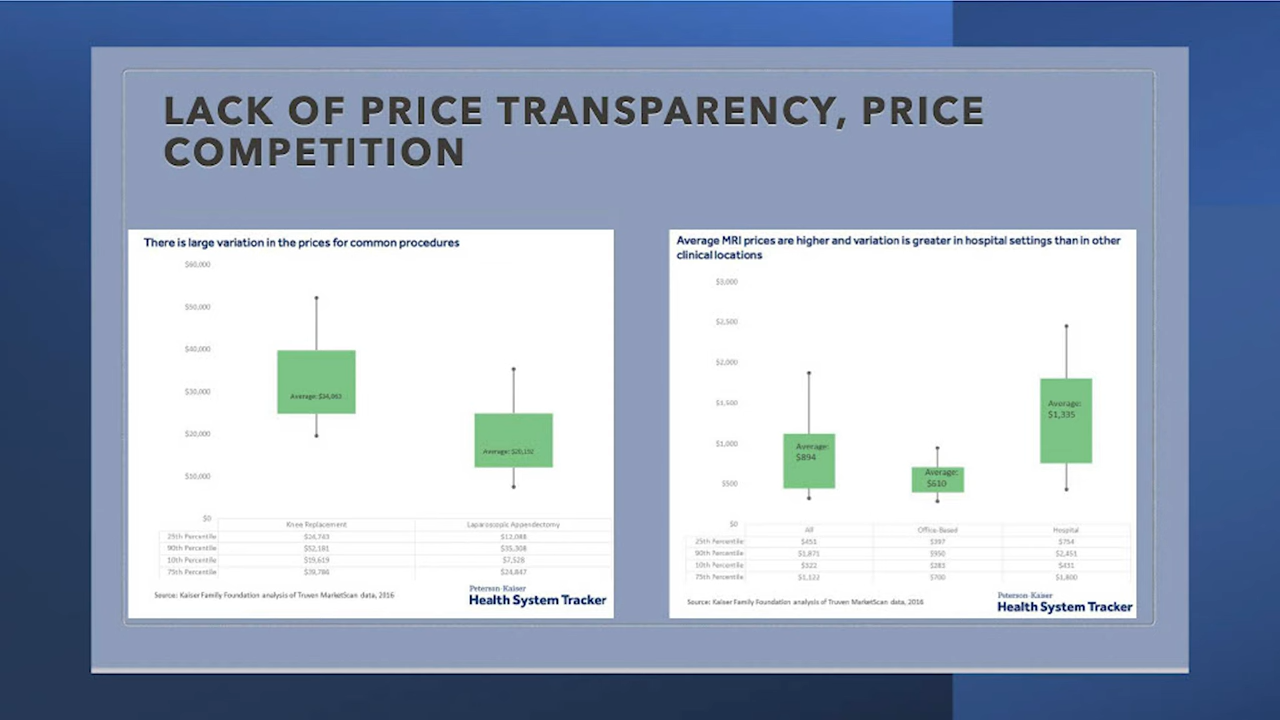 LACK OF PRICE TRANSPARENCY, PRICE
COMPETITION
There is large variation in the prices for common procedures
$60,000
$50,000
$40,000
$30,000
$20,000
$10,000
$0
Average: $34,063
Average: $20,192
Knee Replacement Laparoscopic Appendectomy
25th Percentile $24,743 $12,088
90th Percentile $52,181 $35,308
10th Percentile $19,619 $7,528
75th Percentile $39,786 $24,847
Source: Kaiser Family Foundation analysis of Truven MarketScan data, 2016
Peterson-Kaiser
Health System Tracker
Average MRI prices are higher and variation is greater in hospital settings than in other
clinical locations
$3,000
$2,500
$2,000
$1,500
$1,000
$500
$0
Average:
$894
Average:
$610
Average:
$1,335
All Office-Based Hospital
25th Percentile $451 $397 $754
90th Percentile $1,871 $950 $2,451
10th Percentile $322 $283 $431
75th Percentile $1,122 $700 $1,800
Source: Kaiser Family Foundation analysis of Truven MarketScan data, 2016
Peterson-Kaiser
Health System Tracker